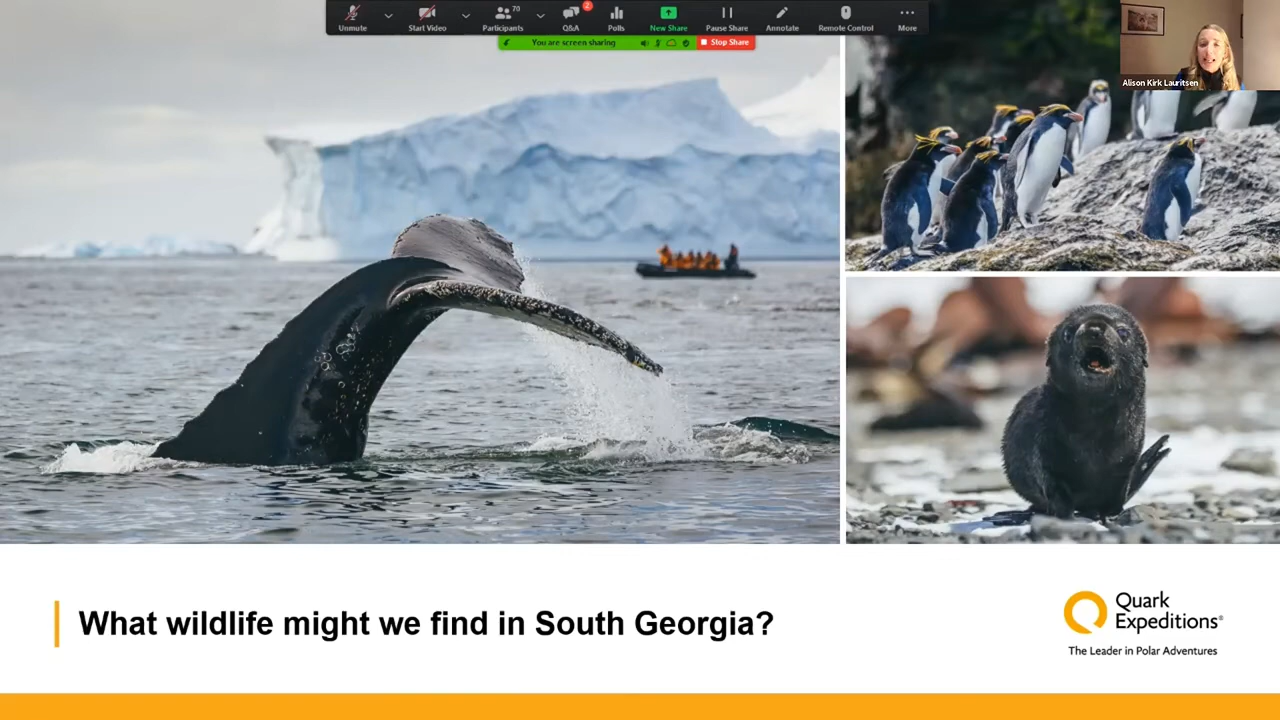 Unmute
Start Video
Participants
70
Q&A
2
Polls
New Share
Pause Share
Annotate
Remote Control
More
You are screen sharing
Stop Share
Alison Kirk Lauritsen
What wildlife might we find in South Georgia?
Quark
Expeditions®
The Leader in Polar Adventures